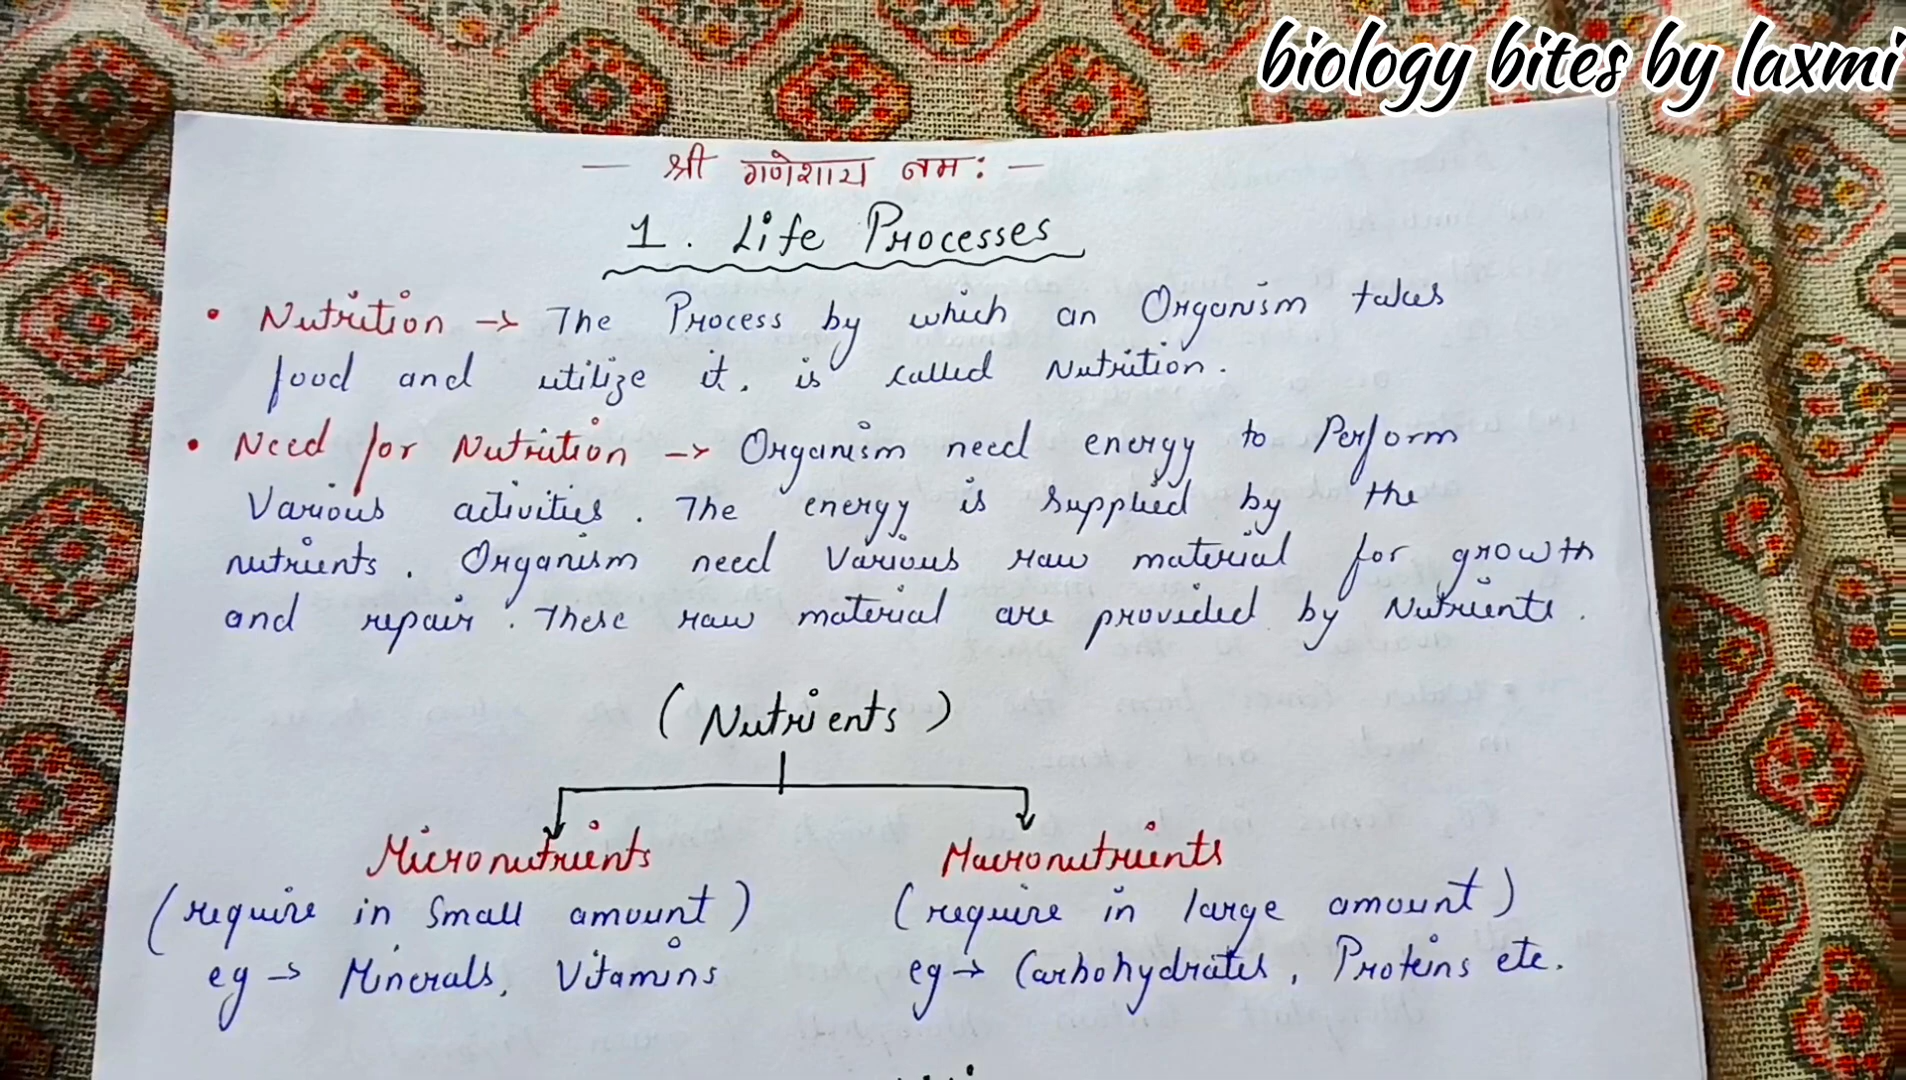 biology bites by laxmi
— श्री गणेशाय नमः —
1. Life Processes
• Nutrition -> The Process by which an Organism takes
food and utilize it, is called Nutrition.
• Need for Nutrition -> Organism need energy to Perform
Various activities. The energy is supplied by the
nutrients. Organism need Various raw material for growth
and repair. These raw material are provided by Nutrients.
(Nutrients)
Micronutrients Macronutrients
(require in Small amount) (require in large amount)
eg -> Minerals, Vitamins eg -> Carbohydrates, Proteins etc.